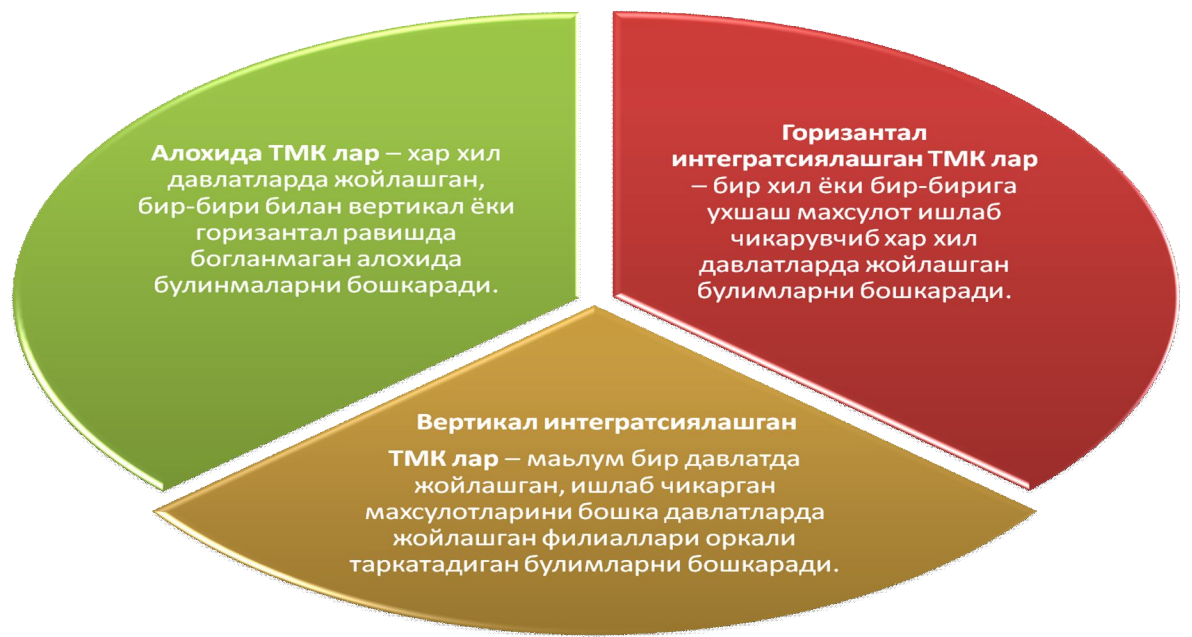 Алохида ТМК лар – хар хил
давлатларда жойлашган,
бир-бири билан вертикал ёки
горизантал равишда
богланмаган алохида
булинмаларни бошкаради.
Горизантал
интегратсиялашган ТМК лар
– бир хил ёки бир-бирига
ухшаш махсулот ишлаб
чикарувчиб хар хил
давлатларда жойлашган
булимларни бошкаради.
Вертикал интегратсиялашган
ТМК лар – маьлум бир давлатда
жойлашган, ишлаб чикарган
махсулотларини бошка давлатларда
жойлашган филиаллари оркали
таркатадиган булимларни бошкаради.